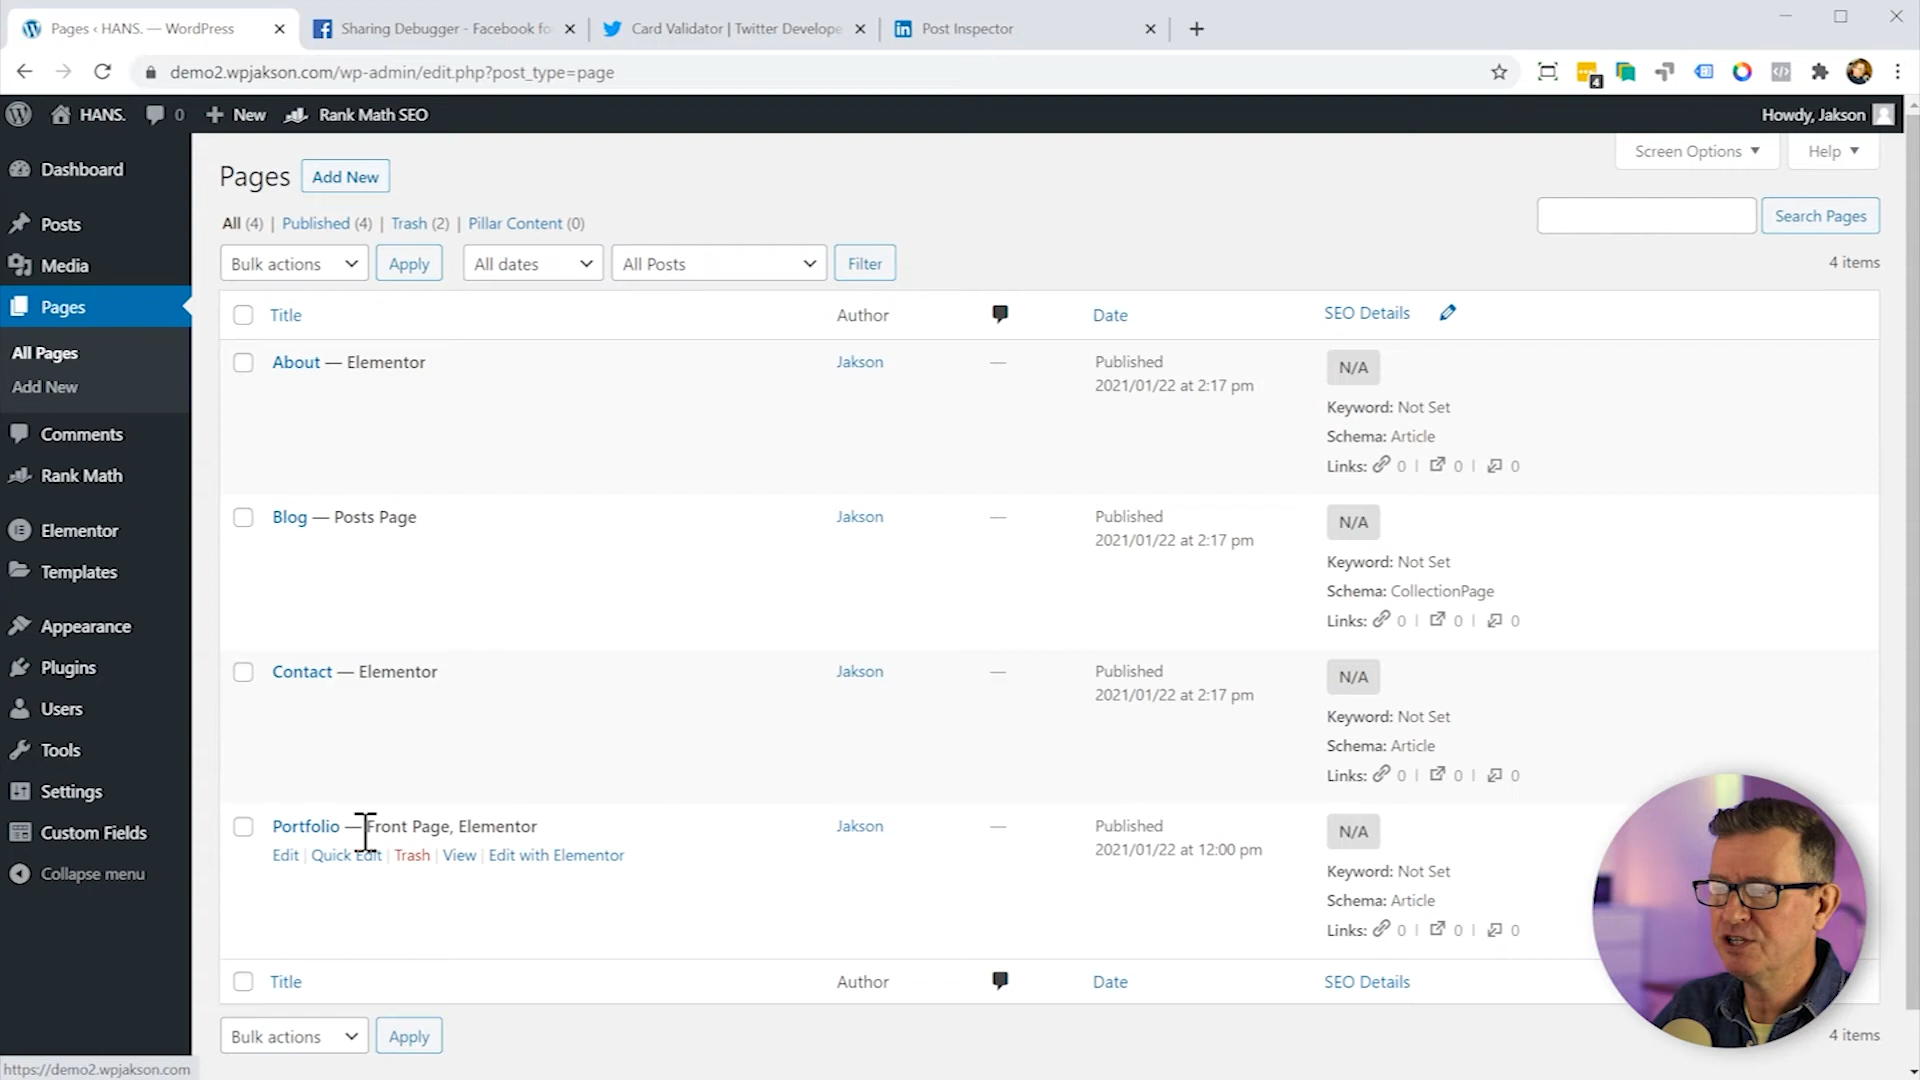 Pages ‹ HANS. — WordPress
Sharing Debugger - Facebook fo
Card Validator | Twitter Develope
Post Inspector
demo2.wpjakson.com/wp-admin/edit.php?post_type=page
4
HANS. 0 New Rank Math SEO Howdy, Jakson
Dashboard
Posts
Media
Pages
All Pages
Add New
Comments
Rank Math
Elementor
Templates
Appearance
Plugins
Users
Tools
Settings
Custom Fields
Collapse menu
Screen Options Help
Pages Add New
All (4) | Published (4) | Trash (2) | Pillar Content (0)
Search Pages
Bulk actions Apply All dates All Posts Filter
4 items
Title Author Date SEO Details
About — Elementor Jakson — Published
2021/01/22 at 2:17 pm
N/A
Keyword: Not Set
Schema: Article
Links: 0 | 0 | 0
Blog — Posts Page Jakson — Published
2021/01/22 at 2:17 pm
N/A
Keyword: Not Set
Schema: CollectionPage
Links: 0 | 0 | 0
Contact — Elementor Jakson — Published
2021/01/22 at 2:17 pm
N/A
Keyword: Not Set
Schema: Article
Links: 0 | 0 | 0
Portfolio — Front Page, Elementor Jakson — Published
Edit | Quick Edit | Trash | View | Edit with Elementor
2021/01/22 at 12:00 pm
N/A
Keyword: Not Set
Schema: Article
Links: 0 | 0 | 0
Title Author Date SEO Details
Bulk actions Apply
4 items
https://demo2.wpjakson.com